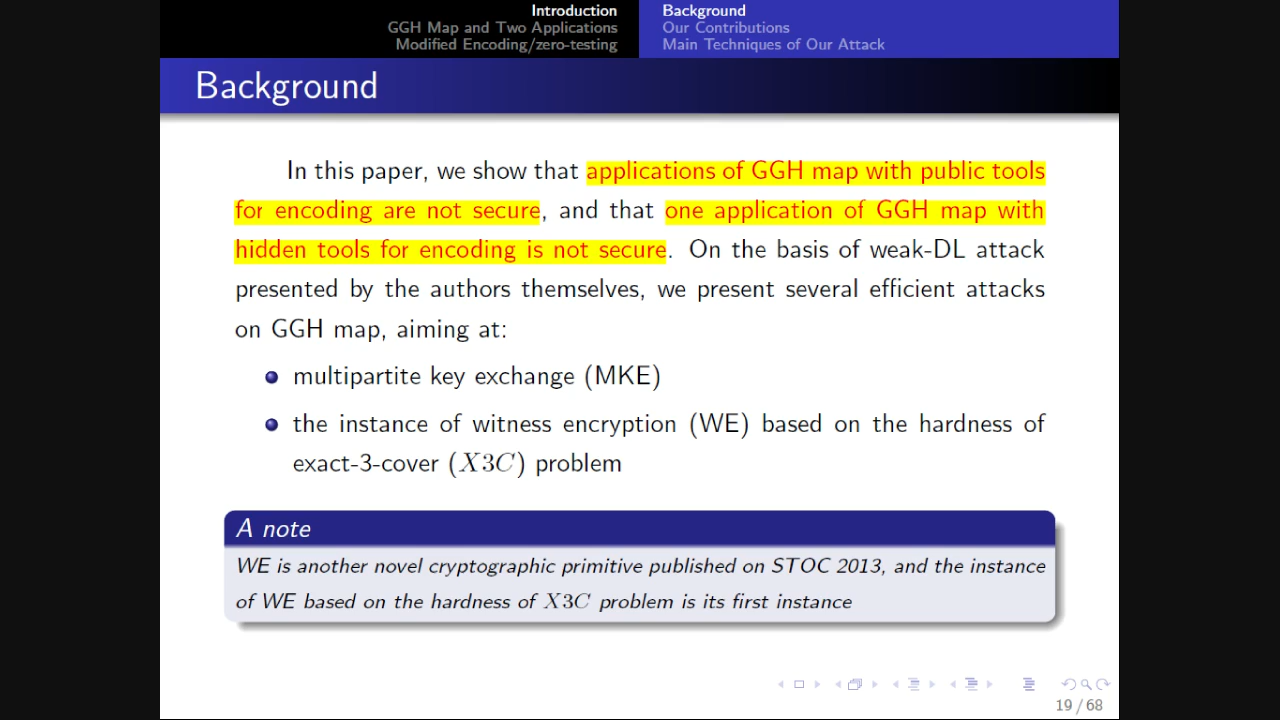 Introduction
GGH Map and Two Applications
Modified Encoding/zero-testing
Background
Our Contributions
Main Techniques of Our Attack
Background
In this paper, we show that applications of GGH map with public tools
for encoding are not secure, and that one application of GGH map with
hidden tools for encoding is not secure. On the basis of weak-DL attack
presented by the authors themselves, we present several efficient attacks
on GGH map, aiming at:
multipartite key exchange (MKE)
the instance of witness encryption (WE) based on the hardness of
exact-3-cover (X3C) problem
A note
WE is another novel cryptographic primitive published on STOC 2013, and the instance
of WE based on the hardness of X3C problem is its first instance
19 / 68